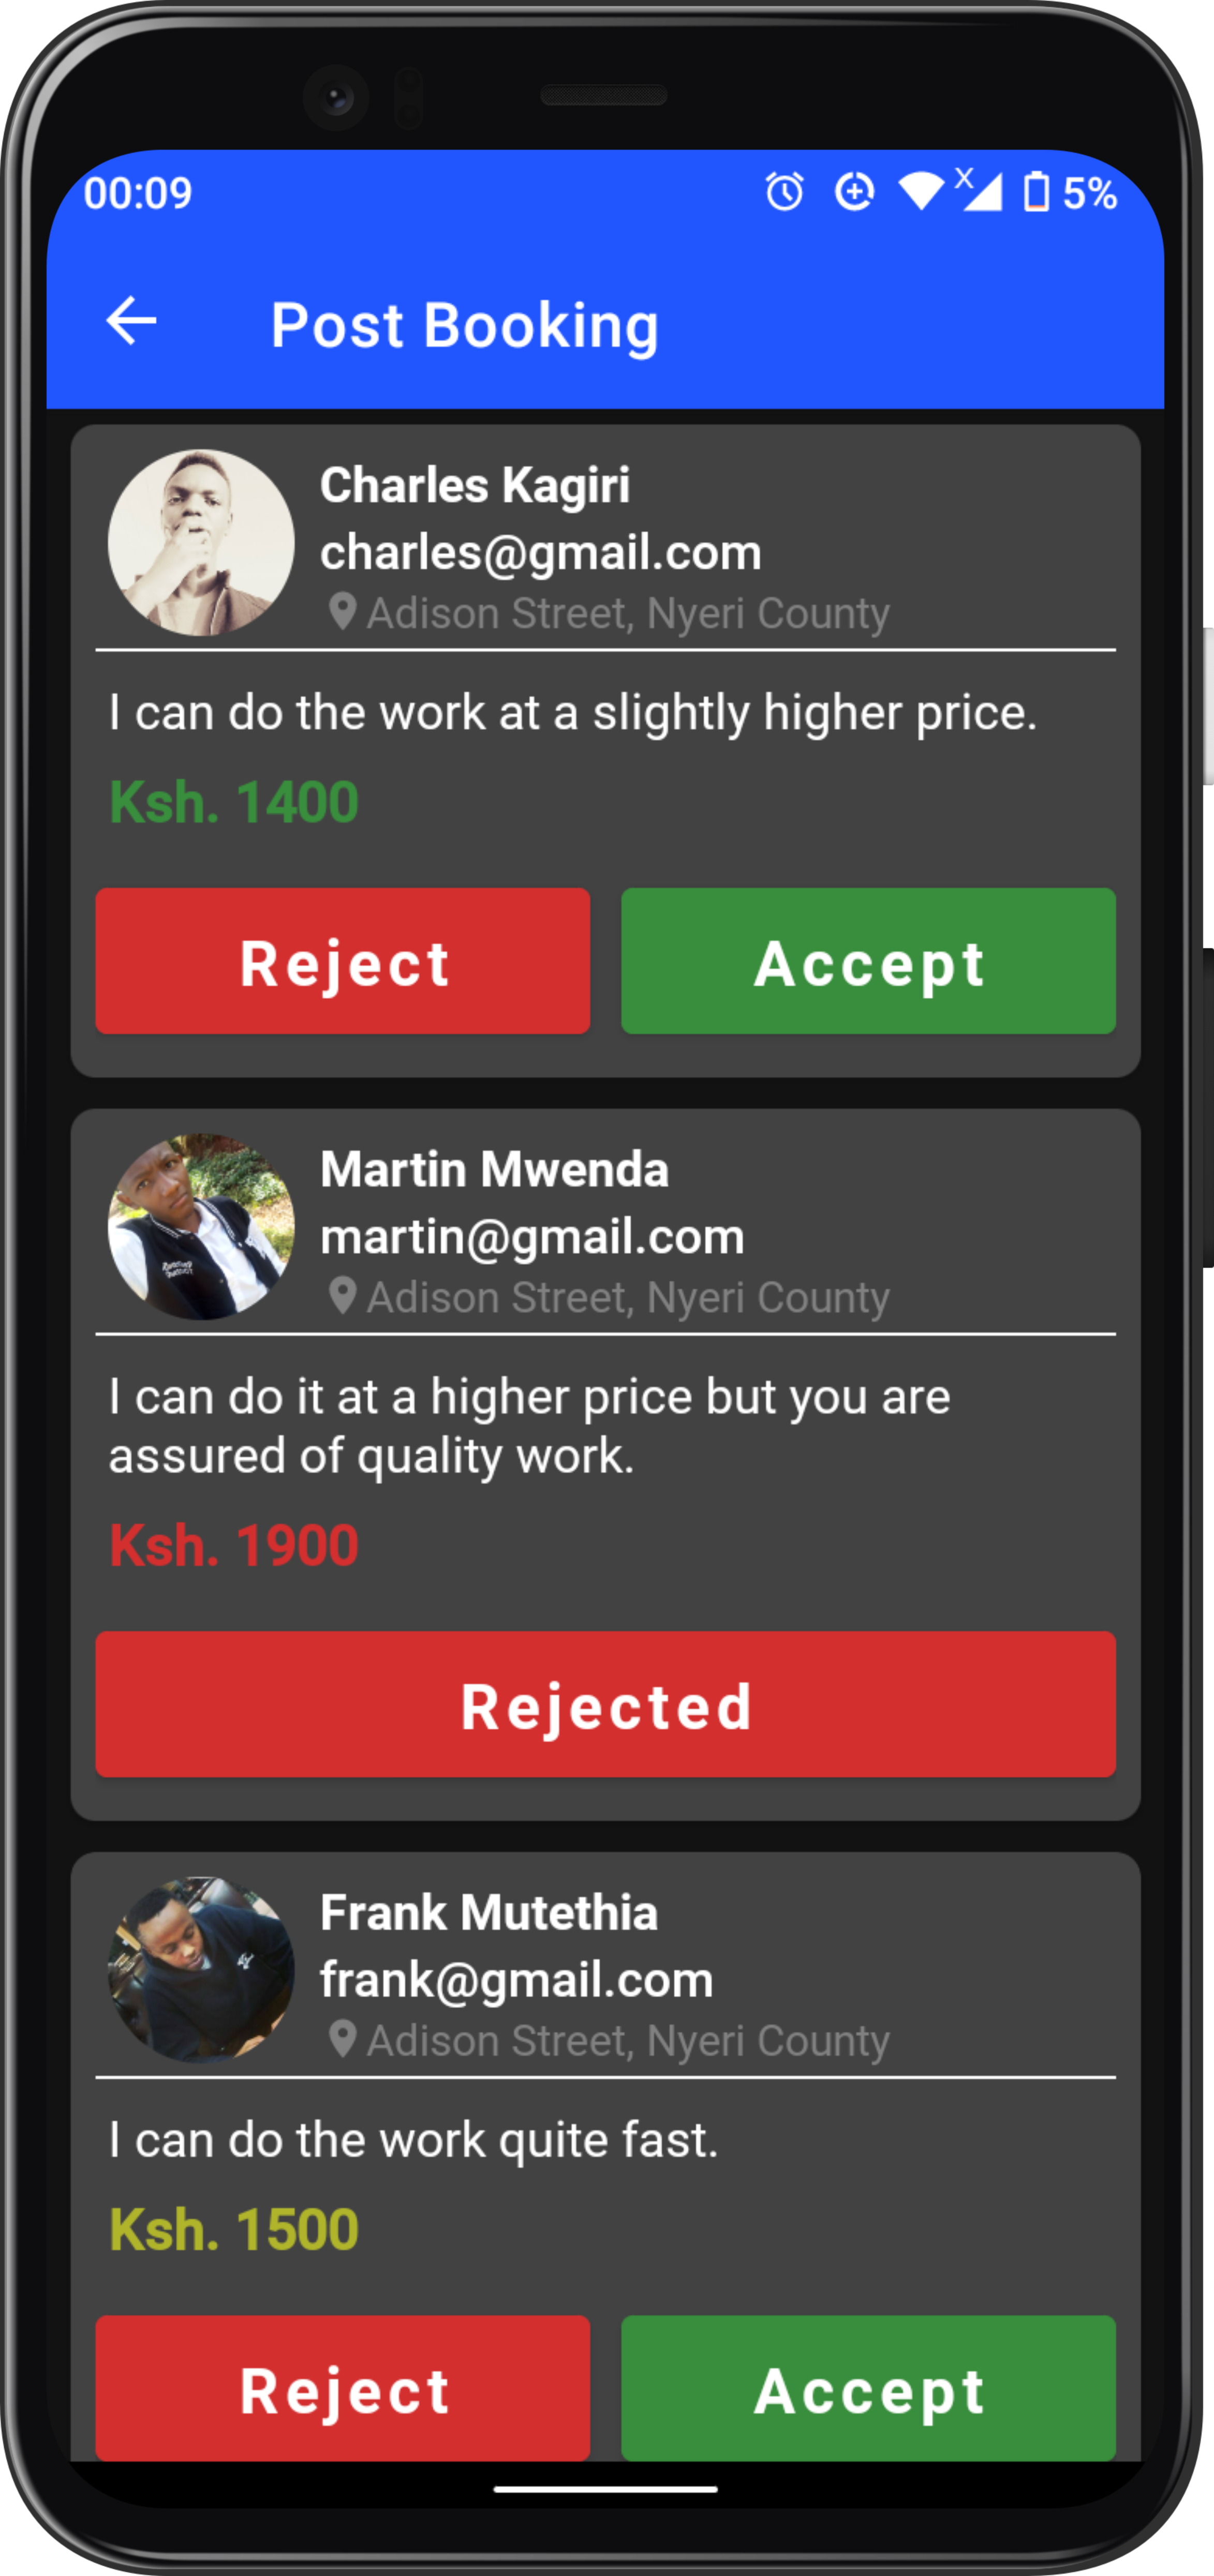 00:09
X
5%
Post Booking
Charles Kagiri
charles@gmail.com
Adison Street, Nyeri County
I can do the work at a slightly higher price.
Ksh. 1400
Reject Accept
Martin Mwenda
martin@gmail.com
Adison Street, Nyeri County
I can do it at a higher price but you are
assured of quality work.
Ksh. 1900
Rejected
Frank Mutethia
frank@gmail.com
Adison Street, Nyeri County
I can do the work quite fast.
Ksh. 1500
Reject Accept